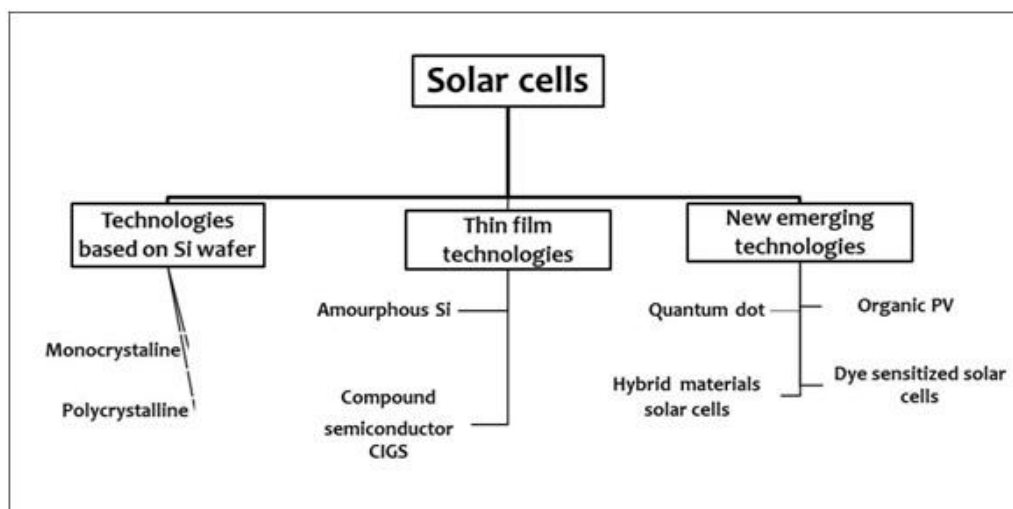 Solar cells
Technologies
based on Si wafer
Thin film
technologies
New emerging
technologies
Monocrystaline
Polycrystalline
Amourphous Si
Compound
semiconductor
CIGS
Quantum dot
Organic PV
Hybrid materials
solar cells
Dye sensitized solar
cells